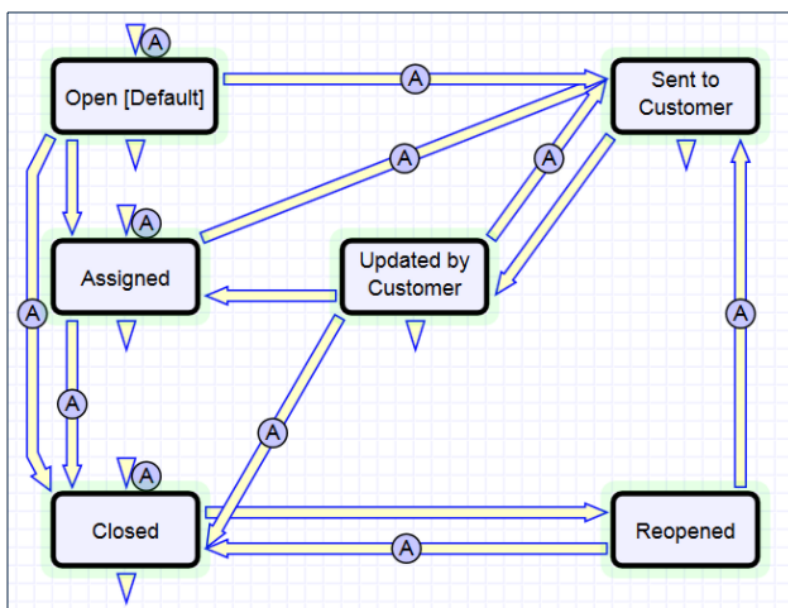 A
Open [Default]
A
Sent to
Customer
A
A
A
Assigned
Updated by
Customer
A
A
A
A
A
Closed
Reopened
A